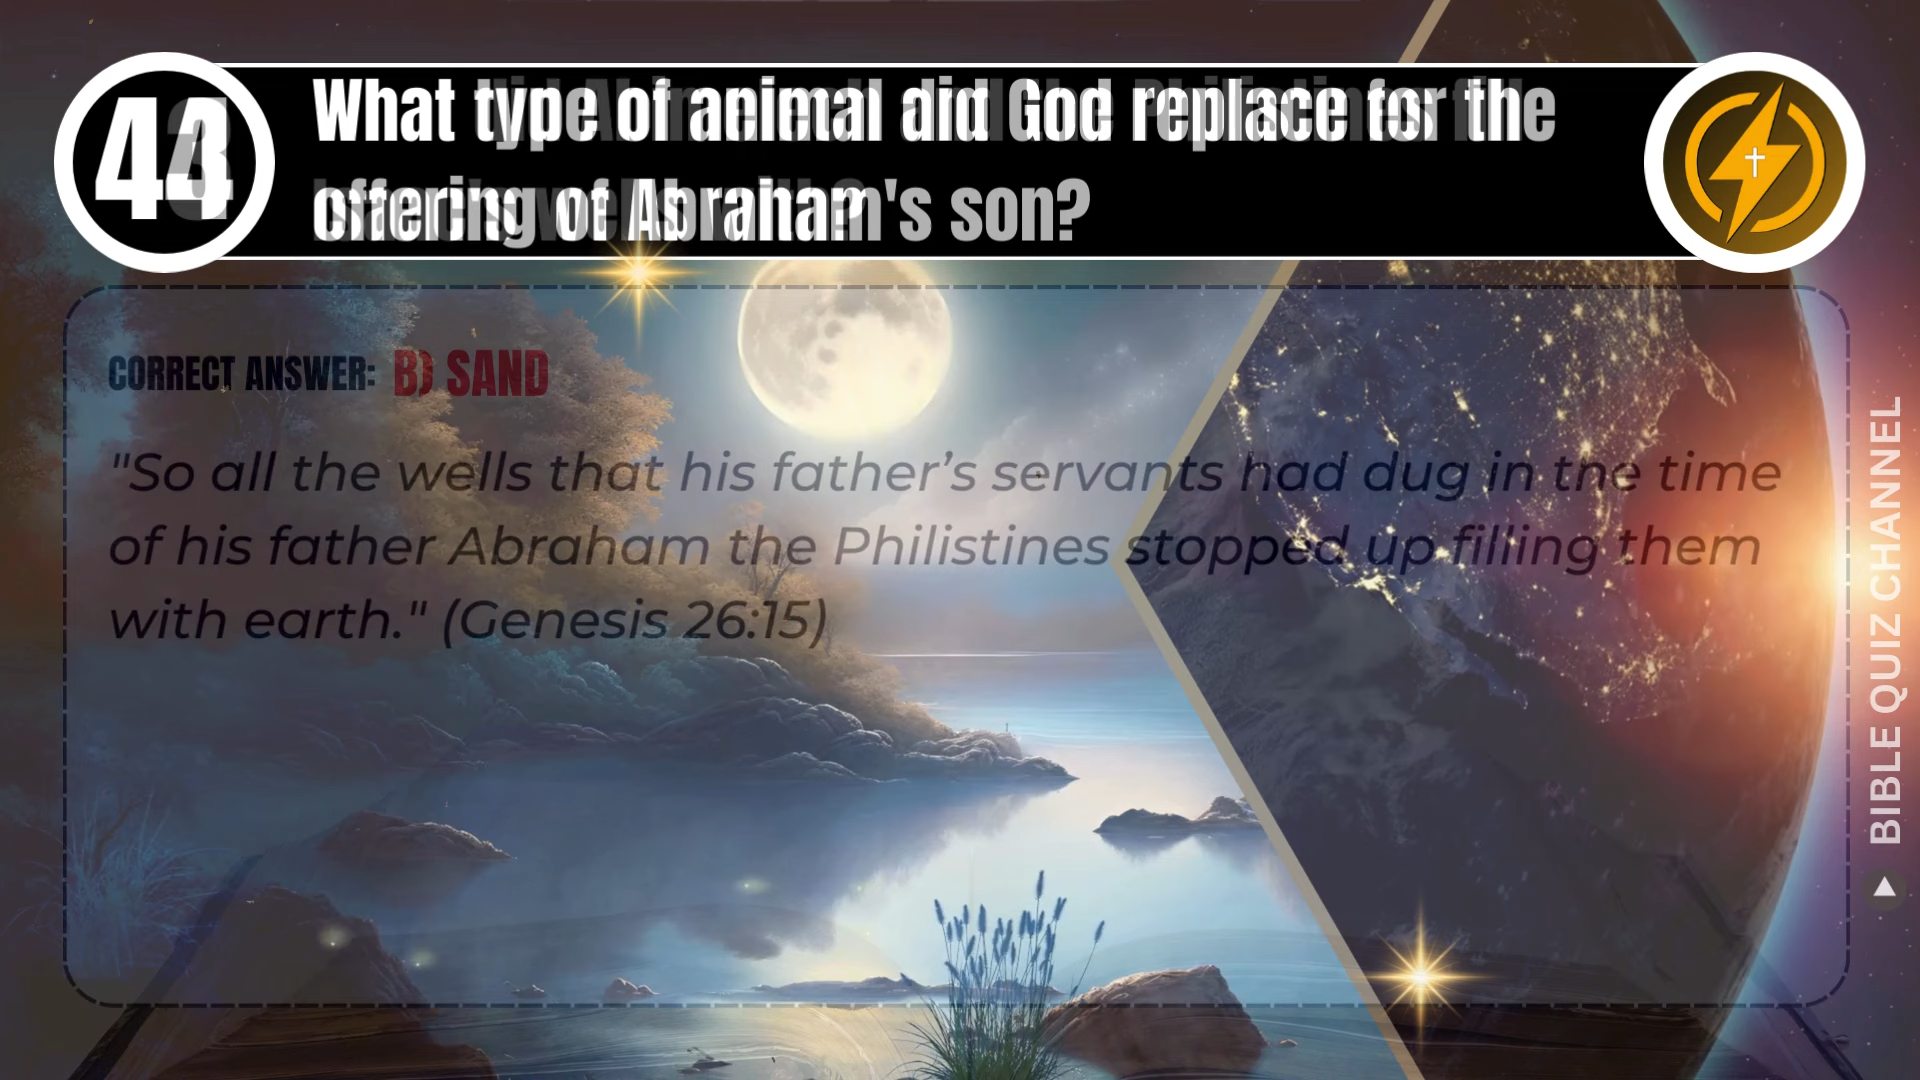 44
What type of animal did God replace for the
offering of Abraham's son?
CORRECT ANSWER: B) SAND
"So all the wells that his father’s servants had dug in the time
of his father Abraham the Philistines stopped up filling them
with earth." (Genesis 26:15)
BIBLE QUIZ CHANNEL